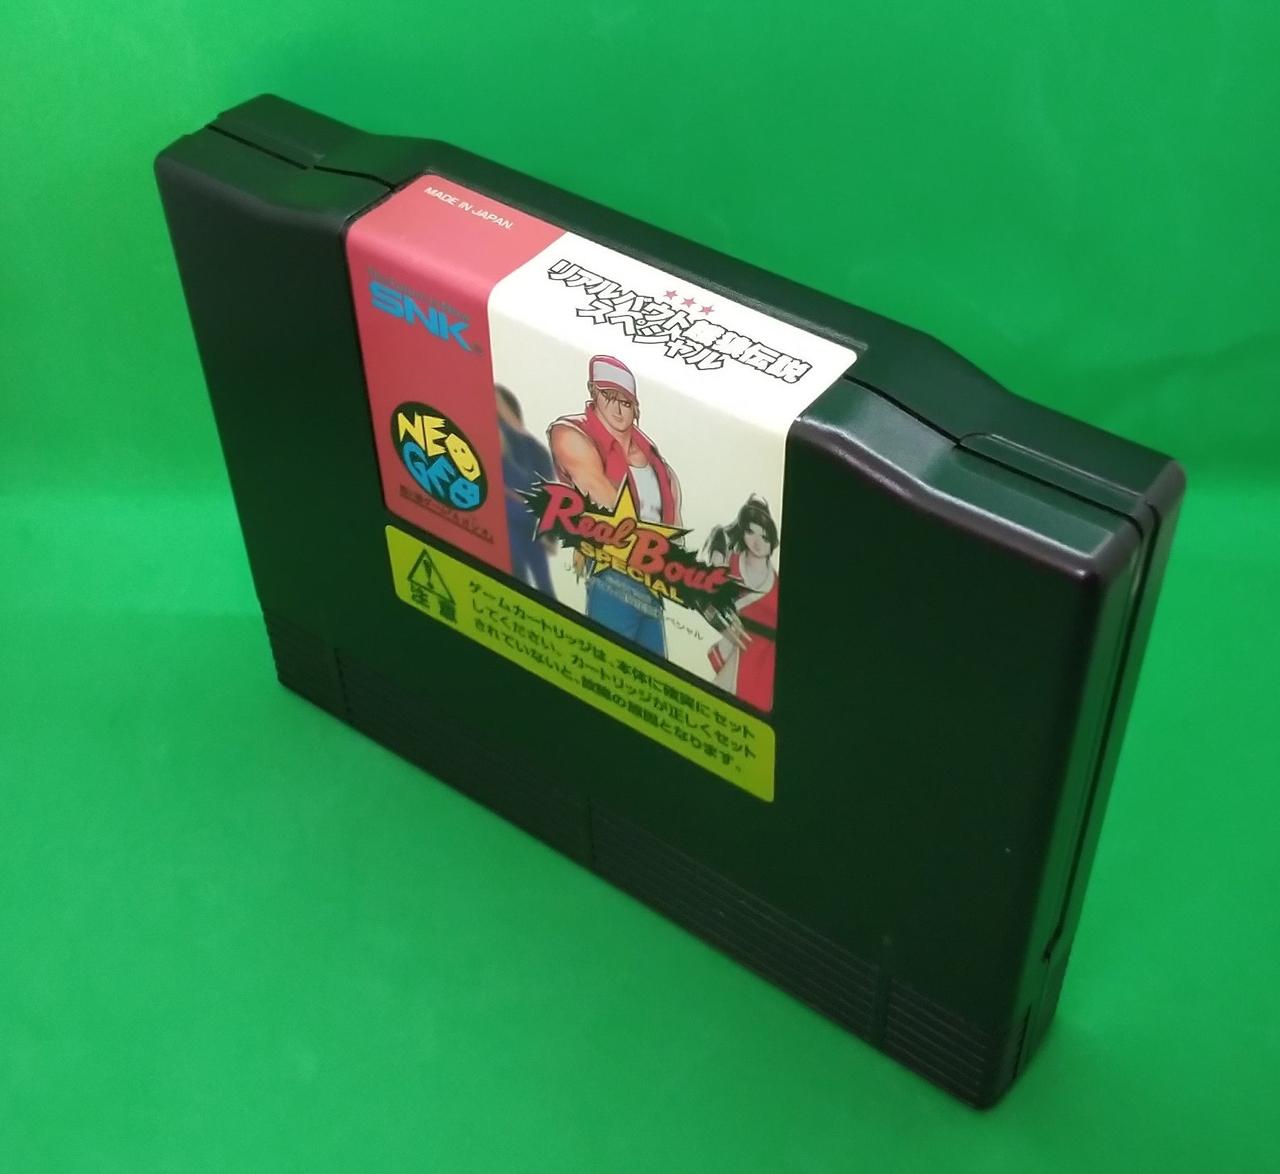 MADE IN JAPAN
リアルバウト餓狼伝説
スペシャル
SNK
NEO
GEO
Real Bout
SPECIAL
注意
ゲームカートリッジは、本体に確実にセット
してください。カートリッジが正しくセット
されていないと、故障の原因となります。